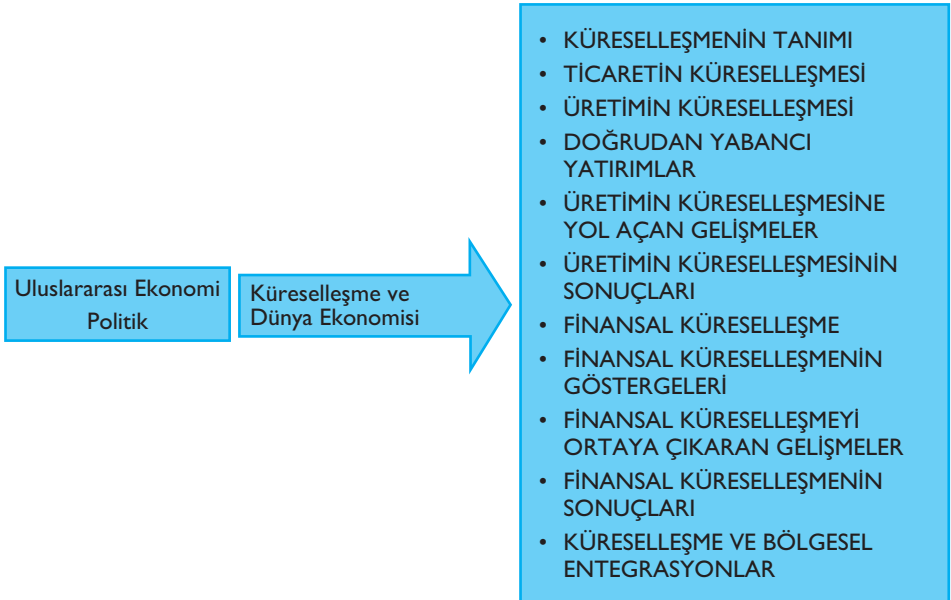 Uluslararası Ekonomi
Politik
Küreselleşme ve
Dünya Ekonomisi
• KÜRESELLEŞMENİN TANIMI
• TİCARETİN KÜRESELLEŞMESİ
• ÜRETİMİN KÜRESELLEŞMESİ
• DOĞRUDAN YABANCI
YATIRIMLAR
• ÜRETİMİN KÜRESELLEŞMESİNE
YOL AÇAN GELİŞMELER
• ÜRETİMİN KÜRESELLEŞMESİNİN
SONUÇLARI
• FİNANSAL KÜRESELLEŞME
• FİNANSAL KÜRESELLEŞMENİN
GÖSTERGELERİ
• FİNANSAL KÜRESELLEŞMEYİ
ORTAYA ÇIKARAN GELİŞMELER
• FİNANSAL KÜRESELLEŞMENİN
SONUÇLARI
• KÜRESELLEŞME VE BÖLGESEL
ENTEGRASYONLAR